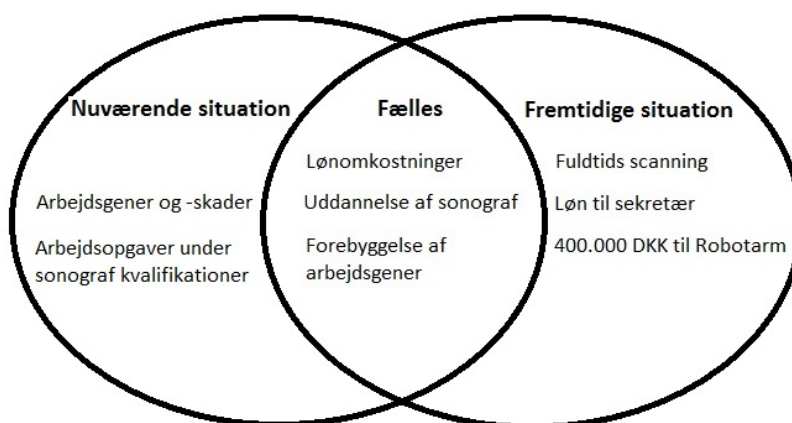 Nuværende situation
Arbejdsgener og -skader
Arbejdsopgaver under
sonograf kvalifikationer
Fælles
Lønomkostninger
Uddannelse af sonograf
Forebyggelse af
arbejdsgener
Fremtidige situation
Fuldtids scanning
Løn til sekretær
400.000 DKK til Robotarm